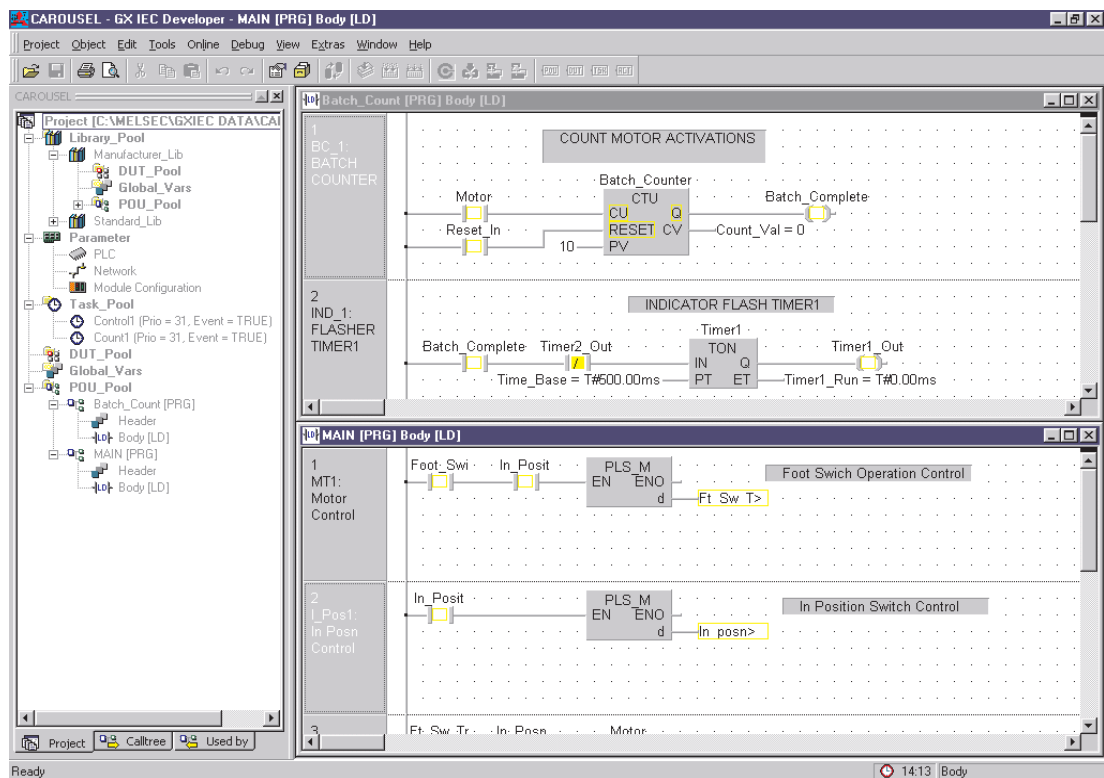 CAROUSEL - GX IEC Developer - MAIN [PRG] Body [LD]
Project Object Edit Tools Online Debug View Extras Window Help
CAROUSEL
Project [C:\MELSEC\GXIEC DATA\CAI
Library_Pool
Manufacturer_Lib
DUT_Pool
Global_Vars
POU_Pool
Standard_Lib
Parameter
PLC
Network
Module Configuration
Task_Pool
Control1 (Prio = 31, Event = TRUE)
Count1 (Prio = 31, Event = TRUE)
DUT_Pool
Global_Vars
POU_Pool
Batch_Count [PRG]
Header
Body [LD]
MAIN [PRG]
Header
Body [LD]
Project Calltree Used by
Batch_Count [PRG] Body [LD]
1
BC_1:
BATCH
COUNTER
COUNT MOTOR ACTIVATIONS
Batch_Counter
Motor CTU Batch_Complete
CU Q
Reset_In RESET CV Count_Val = 0
10 PV
2
IND_1:
FLASHER
TIMER1
INDICATOR FLASH TIMER1
Timer1
Batch_Complete Timer2_Out TON Timer1_Out
IN Q
Time_Base = T#500.00ms PT ET Timer1_Run = T#0.00ms
MAIN [PRG] Body [LD]
1
MT1:
Motor
Control
Foot_Swi In_Posit PLS_M Foot Swich Operation Control
EN ENO
d Ft_Sw_T>
2
I_Pos1:
In Posn
Control
In_Posit PLS_M In Position Switch Control
EN ENO
d In_posn>
3 Ft_Sw_Tr In_Posn Motor
Ready 14:13 Body